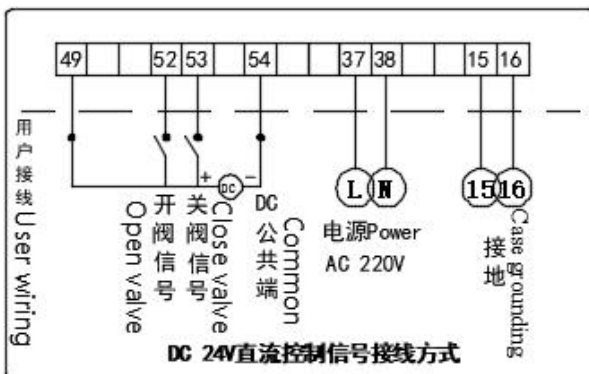 49 52 53 54 37 38 15 16
用户接线 User wiring
开阀信号 Open valve
关阀信号 Close valve
+ DC −
DC公共端 Common
L N
电源Power
AC 220V
15 16
接地 Case grounding
DC 24V直流控制信号接线方式